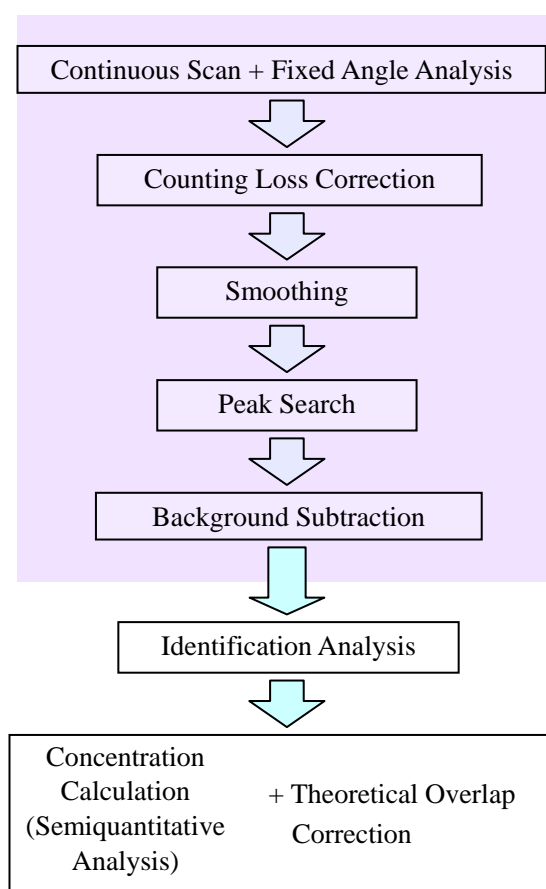 Continuous Scan + Fixed Angle Analysis
Counting Loss Correction
Smoothing
Peak Search
Background Subtraction
Identification Analysis
Concentration
Calculation
(Semiquantitative
Analysis)
+ Theoretical Overlap
Correction